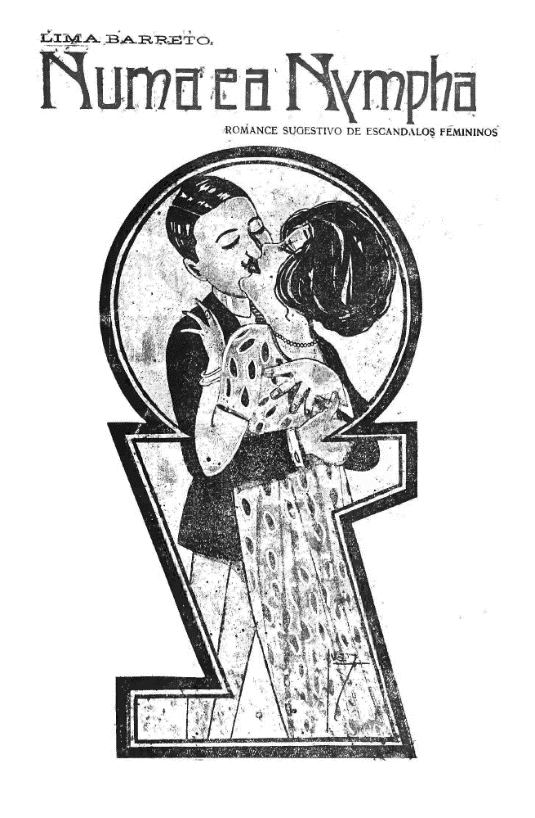 LIMA BARRETO.
Numa e a Nympha
ROMANCE SUGESTIVO DE ESCANDALOS FEMININOS